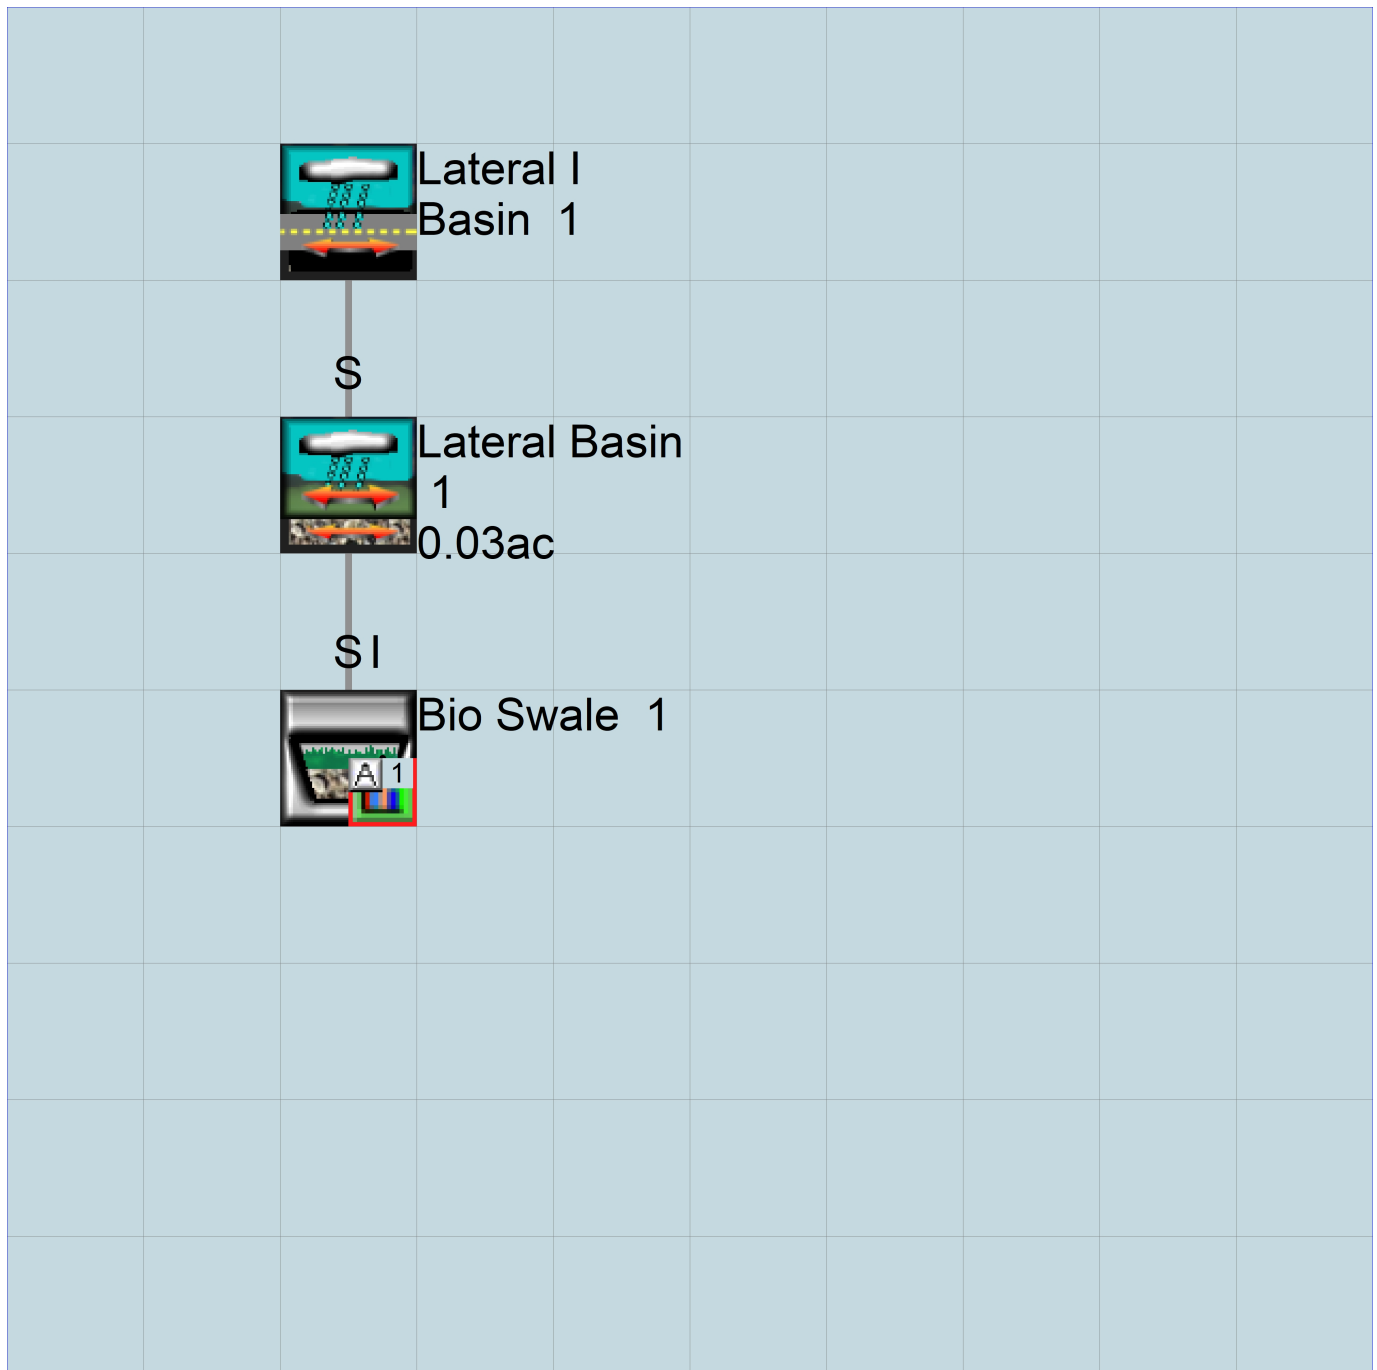 Lateral I
Basin 1
S
Lateral Basin
1
0.03ac
S I
Bio Swale 1
A 1